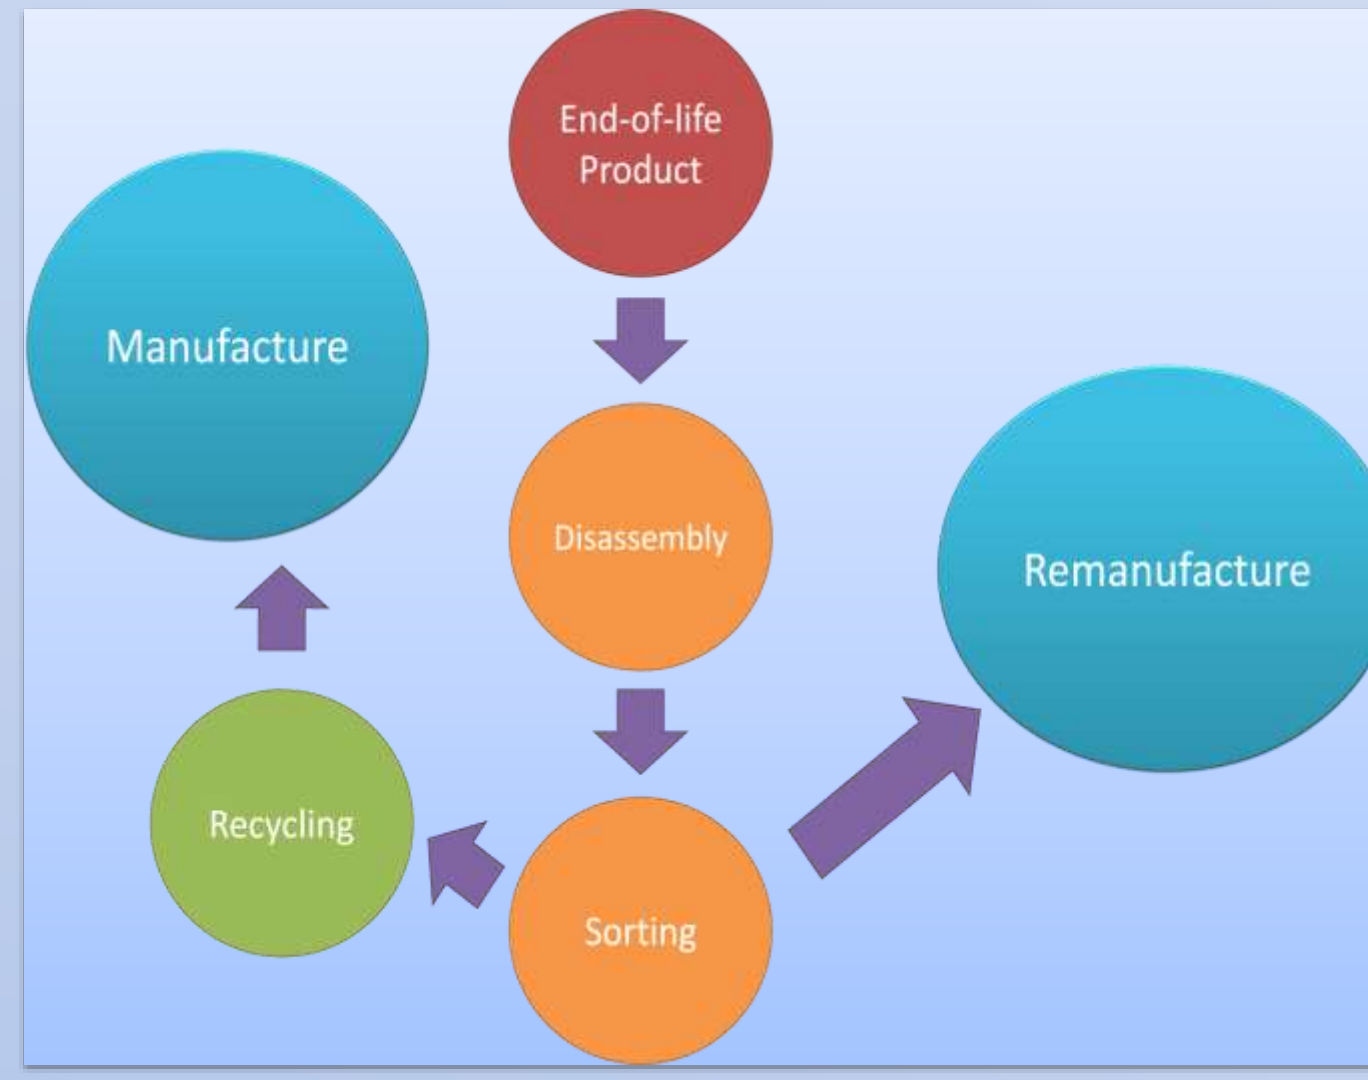 End-of-life
Product
Manufacture
Disassembly
Remanufacture
Recycling
Sorting